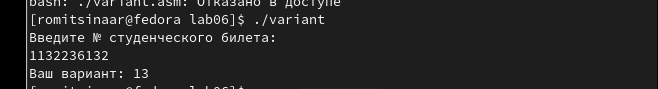 bash: ./variant.asm: Отказано в доступе
[romitsinaar@fedora lab06]$ ./variant
Введите № студенческого билета:
1132236132
Ваш вариант: 13